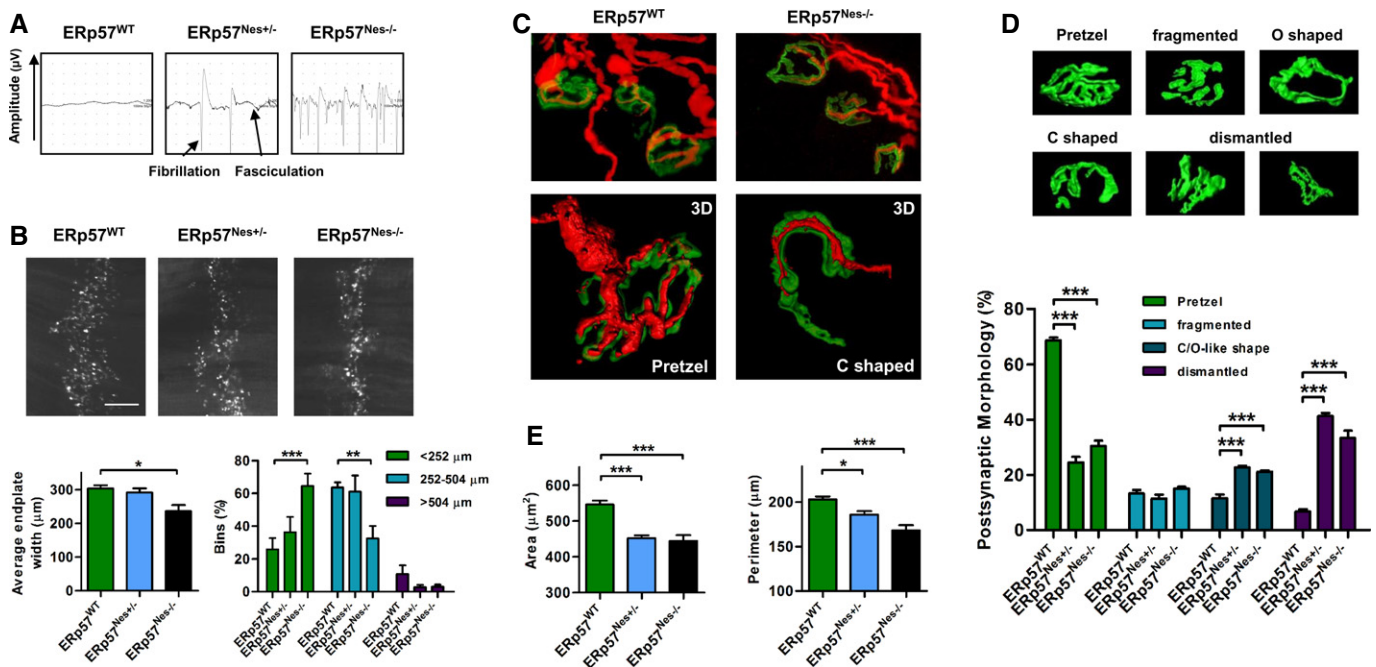 A
ERp57WT
ERp57Nes+/-
ERp57Nes-/-
Amplitude (µV)
Fibrillation
Fasciculation
B
ERp57WT
ERp57Nes+/-
ERp57Nes-/-
Average endplate
width (µm)
300
200
100
0
ERp57WT
ERp57Nes+/-
ERp57Nes-/-
*
Bins (%)
80
60
40
20
0
***
**
<252 µm
252-504 µm
>504 µm
ERp57WT
ERp57Nes+/-
ERp57Nes-/-
ERp57WT
ERp57Nes+/-
ERp57Nes-/-
ERp57WT
ERp57Nes+/-
ERp57Nes-/-
C
ERp57WT
ERp57Nes-/-
3D
Pretzel
3D
C shaped
D
Pretzel
fragmented
O shaped
C shaped
dismantled
Postsynaptic Morphology (%)
80
60
40
20
0
***
***
***
***
***
***
Pretzel
fragmented
C/O-like shape
dismantled
ERp57WT
ERp57Nes+/-
ERp57Nes-/-
ERp57WT
ERp57Nes+/-
ERp57Nes-/-
ERp57WT
ERp57Nes+/-
ERp57Nes-/-
ERp57WT
ERp57Nes+/-
ERp57Nes-/-
E
Area (µm2)
600
500
400
300
***
***
ERp57WT
ERp57Nes+/-
ERp57Nes-/-
Perimeter (µm)
200
150
100
***
*
ERp57WT
ERp57Nes+/-
ERp57Nes-/-